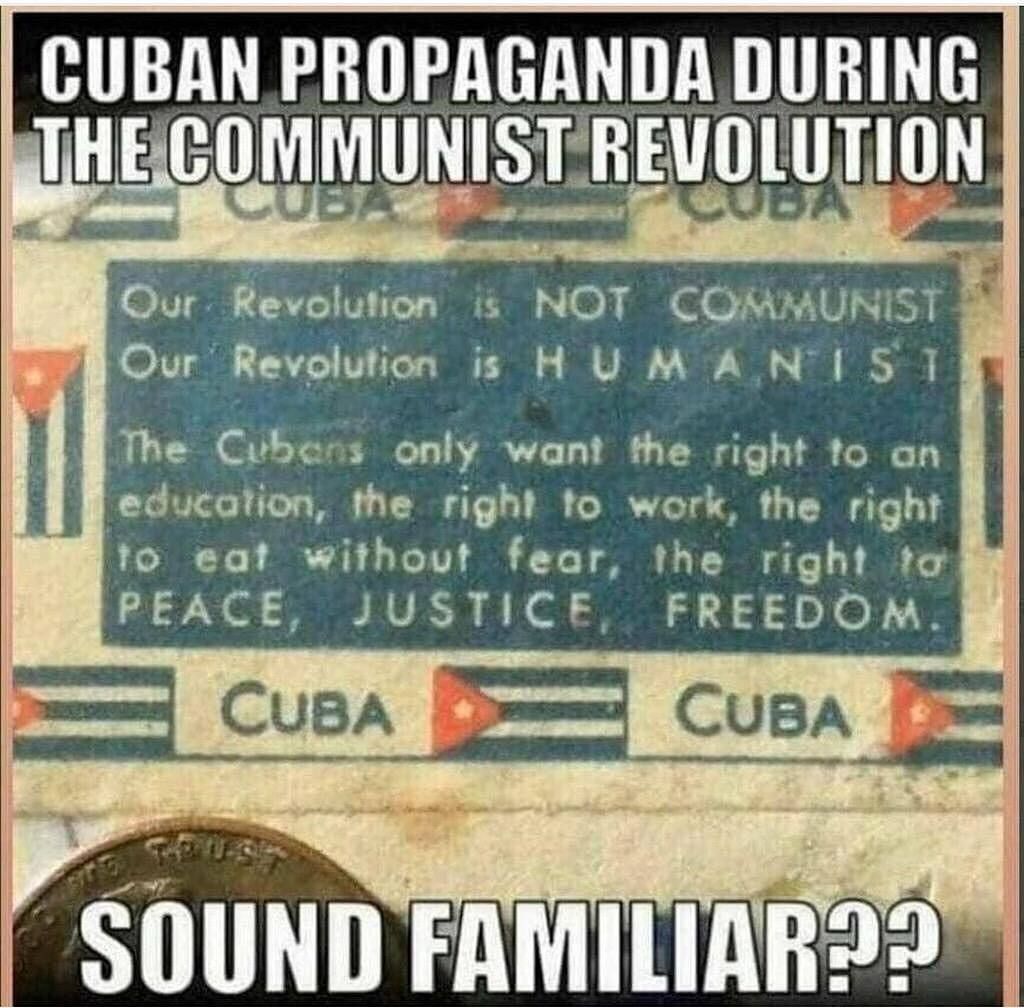 CUBAN PROPAGANDA DURING
THE COMMUNIST REVOLUTION
CUBA CUBA
Our Revolution is NOT COMMUNIST
Our Revolution is HUMANIST
The Cubans only want the right to an
education, the right to work, the right
to eat without fear, the right to
PEACE, JUSTICE, FREEDOM.
CUBA CUBA
WE TRUST
SOUND FAMILIAR??